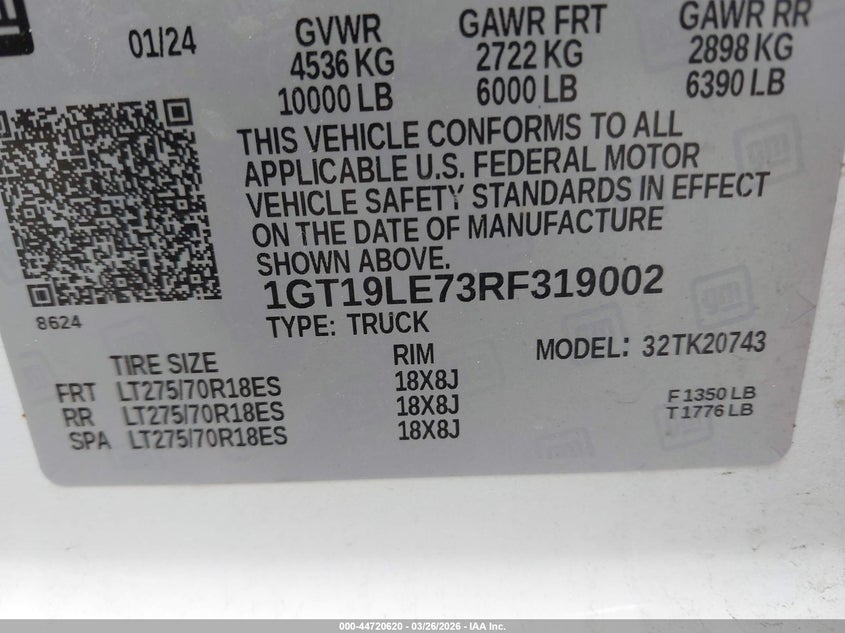 gm
01/24
GVWR GAWR FRT GAWR RR
4536 KG 2722 KG 2898 KG
10000 LB 6000 LB 6390 LB
THIS VEHICLE CONFORMS TO ALL
APPLICABLE U.S. FEDERAL MOTOR
VEHICLE SAFETY STANDARDS IN EFFECT
ON THE DATE OF MANUFACTURE
SHOWN ABOVE.
1GT19LE73RF319002
8624
TYPE: TRUCK
MODEL: 32TK20743
TIRE SIZE RIM
FRT LT275/70R18ES 18X8J
RR LT275/70R18ES 18X8J
SPA LT275/70R18ES 18X8J
F 1350 LB
T 1776 LB
000-44720620 - 03/26/2026 - IAA Inc.